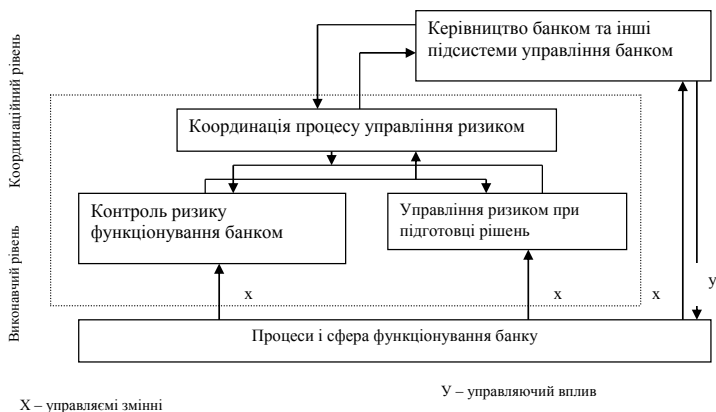 Керівництво банком та інші
підсистеми управління банком
Координаційний рівень
Координація процесу управління ризиком
Контроль ризику
функціонування банком
Управління ризиком при
підготовці рішень
Виконавчий рівень
х
х
х
у
Процеси і сфера функціонування банку
Х – управляємі змінні
У – управляючий вплив